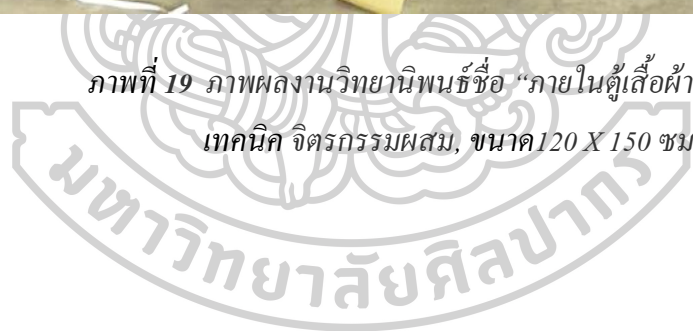 ภาพที่ 19 ภาพผลงานวิทยานิพนธ์ชื่อ “ภายในตู้เสื้อผ้า
เทคนิค จิตรกรรมผสม, ขนาด120 X 150 ซม
มหาวิทยาลัยศิลปากร